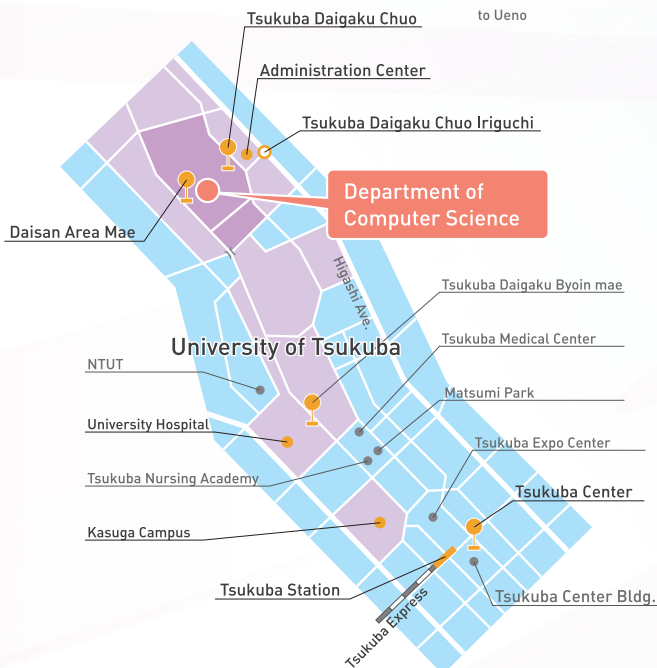 Tsukuba Daigaku Chuo
to Ueno
Administration Center
Tsukuba Daigaku Chuo Iriguchi
Department of
Computer Science
Daisan Area Mae
Higashi Ave.
Tsukuba Daigaku Byoin mae
University of Tsukuba
Tsukuba Medical Center
NTUT
Matsumi Park
University Hospital
Tsukuba Expo Center
Tsukuba Nursing Academy
Tsukuba Center
Kasuga Campus
Tsukuba Station
Tsukuba Center Bldg.
Tsukuba Express